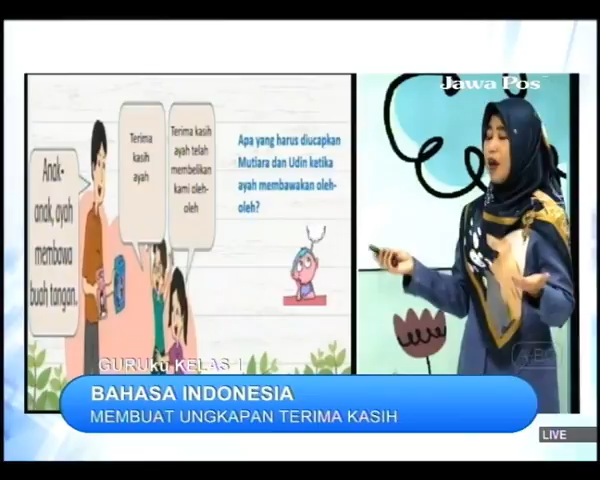 Jawa Pos
Anak-
anak, ayah
membawa
buah tangan.
Terima
kasih
ayah
Terima kasih
ayah telah
membelikan
kami oleh-
oleh
Apa yang harus diucapkan
Mutiara dan Udin ketika
ayah membawakan oleh-
oleh?
GURUku KELAS I
BAHASA INDONESIA
MEMBUAT UNGKAPAN TERIMA KASIH
LIVE